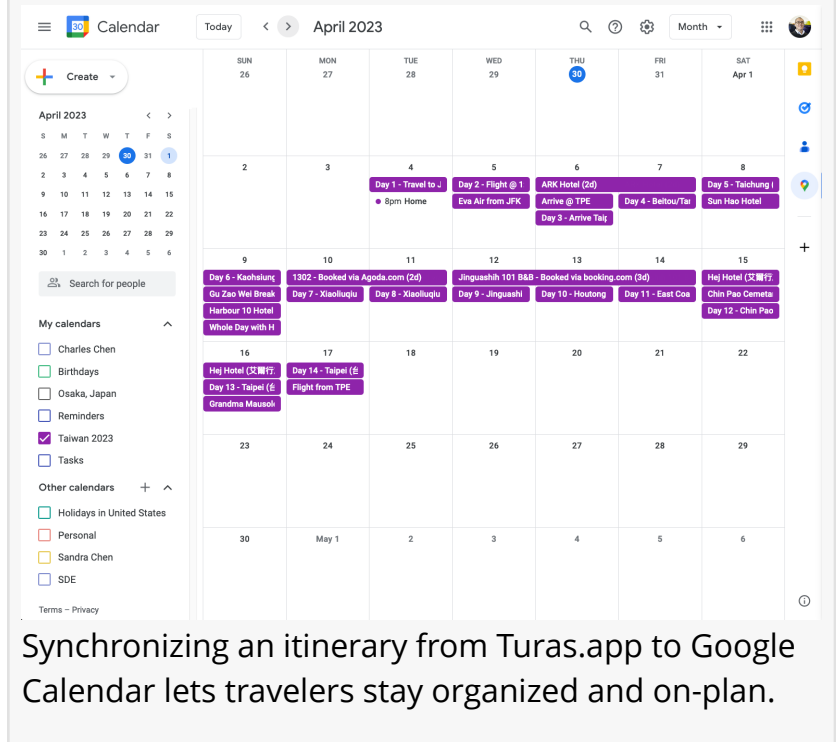 30 Calendar Today April 2023 Month
Create
SUN MON TUE WED THU FRI SAT
26 27 28 29 30 31 Apr 1
April 2023
S M T W T F S
26 27 28 29 30 31 1
2 3 4 5 6 7 8
9 10 11 12 13 14 15
16 17 18 19 20 21 22
23 24 25 26 27 28 29
30 1 2 3 4 5 6
Search for people
My calendars
Charles Chen
Birthdays
Osaka, Japan
Reminders
Taiwan 2023
Tasks
Other calendars
Holidays in United States
Personal
Sandra Chen
SDE
Terms – Privacy
2 3 4 5 6 7 8
Day 1 - Travel to J Day 2 - Flight @ 1 ARK Hotel (2d) Day 5 - Taichung (
8pm Home Eva Air from JFK Arrive @ TPE Day 4 - Beitou/Ta Sun Hao Hotel
Day 3 - Arrive Taip
9 10 11 12 13 14 15
Day 6 - Kaohsiung 1302 - Booked via Agoda.com (2d) Jinguashih 101 B&B - Booked via booking.com (3d) Hej Hotel (艾爾行
Gu Zao Wei Break Day 7 - Xiaoliuqiu Day 8 - Xiaoliuqiu Day 9 - Jinguashi Day 10 - Houtong Day 11 - East Coa Chin Pao Cemeta
Harbour 10 Hotel Day 12 - Chin Pao
Whole Day with H
16 17 18 19 20 21 22
Hej Hotel (艾爾行 Day 14 - Taipei (
Day 13 - Taipei ( Flight from TPE
Grandma Mausole
23 24 25 26 27 28 29
30 May 1 2 3 4 5 6
Synchronizing an itinerary from Turas.app to Google
Calendar lets travelers stay organized and on-plan.